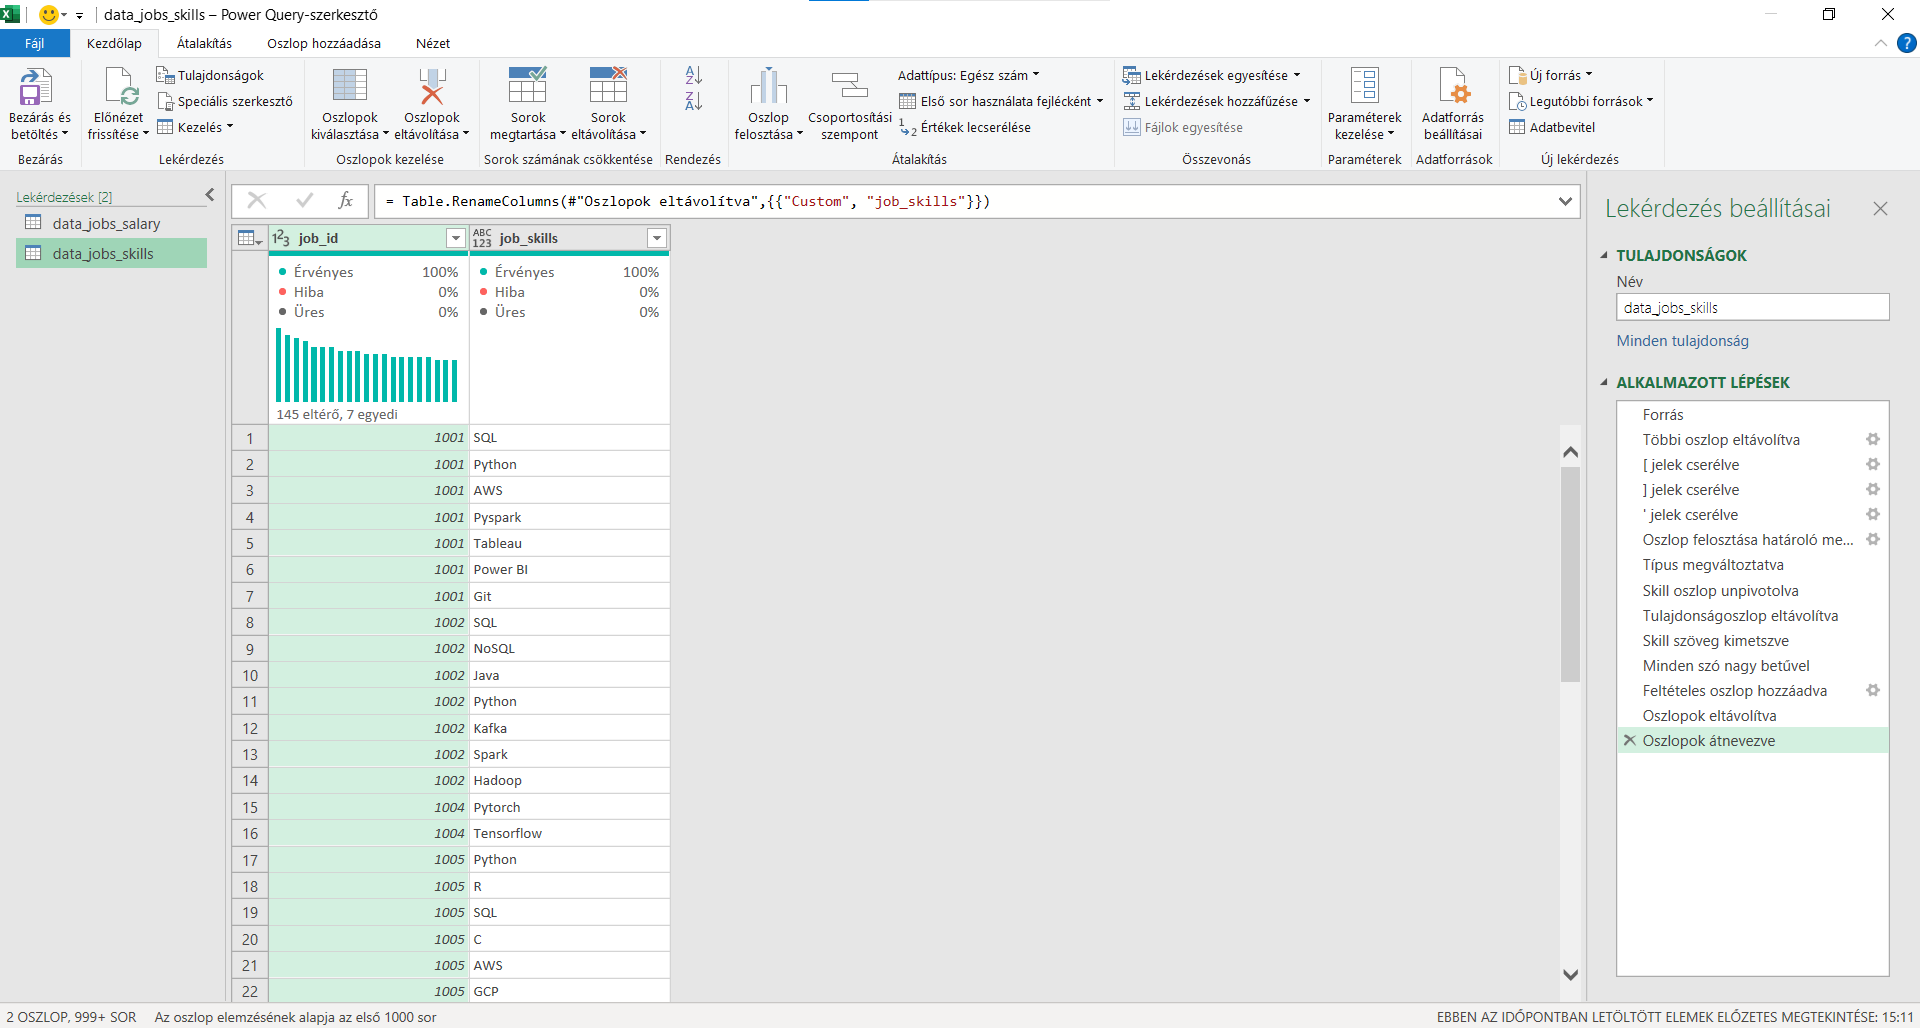 data_jobs_skills – Power Query-szerkesztő
Fájl
Kezdőlap
Átalakítás
Oszlop hozzáadása
Nézet
Bezárás és betöltés
Bezárás
Előnézet frissítése
Tulajdonságok
Speciális szerkesztő
Kezelés
Lekérdezés
Oszlopok kiválasztása
Oszlopok eltávolítása
Oszlopok kezelése
Sorok megtartása
Sorok eltávolítása
Sorok számának csökkentése
A
Z
Z
A
Rendezés
Oszlop felosztása
Csoportosítási szempont
Adattípus: Egész szám
Első sor használata fejlécként
1
2
Értékek lecserélése
Átalakítás
Lekérdezések egyesítése
Lekérdezések hozzáfűzése
Fájlok egyesítése
Összevonás
Paraméterek kezelése
Paraméterek
Adatforrás beállításai
Adatforrások
Új forrás
Legutóbbi források
Adatbevitel
Új lekérdezés
Lekérdezések [2]
data_jobs_salary
data_jobs_skills
fx
= Table.RenameColumns(#"Oszlopok eltávolítva",{{"Custom", "job_skills"}})
123 job_id
ABC 123 job_skills
Érvényes 100% Érvényes 100%
Hiba 0% Hiba 0%
Üres 0% Üres 0%
145 eltérő, 7 egyedi
1 1001 SQL
2 1001 Python
3 1001 AWS
4 1001 Pyspark
5 1001 Tableau
6 1001 Power BI
7 1001 Git
8 1002 SQL
9 1002 NoSQL
10 1002 Java
11 1002 Python
12 1002 Kafka
13 1002 Spark
14 1002 Hadoop
15 1004 Pytorch
16 1004 Tensorflow
17 1005 Python
18 1005 R
19 1005 SQL
20 1005 C
21 1005 AWS
22 1005 GCP
Lekérdezés beállításai
TULAJDONSÁGOK
Név
data_jobs_skills
Minden tulajdonság
ALKALMAZOTT LÉPÉSEK
Forrás
Többi oszlop eltávolítva
[ jelek cserélve
] jelek cserélve
' jelek cserélve
Oszlop felosztása határoló me...
Típus megváltoztatva
Skill oszlop unpivotolva
Tulajdonságoszlop eltávolítva
Skill szöveg kimetszve
Minden szó nagy betűvel
Feltételes oszlop hozzáadva
Oszlopok eltávolítva
Oszlopok átnevezve
2 OSZLOP, 999+ SOR
Az oszlop elemzésének alapja az első 1000 sor
EBBEN AZ IDŐPONTBAN LETÖLTÖTT ELEMEK ELŐZETES MEGTEKINTÉSE: 15:11